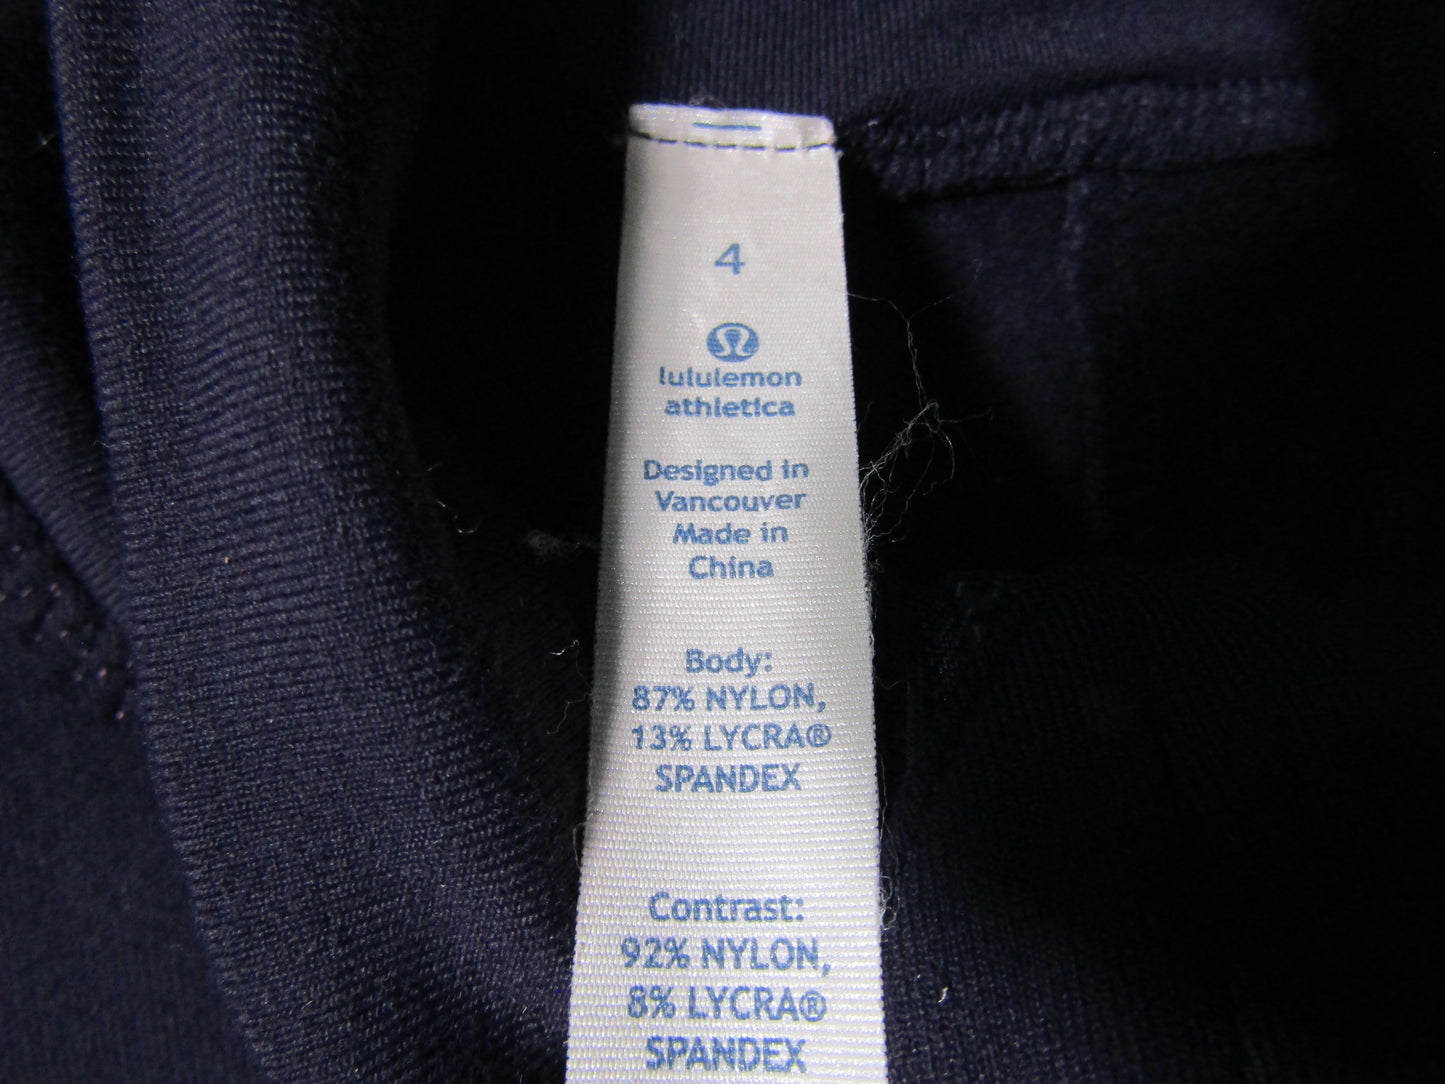 4
lululemon
athletica
Designed in
Vancouver
Made in
China
Body:
87% NYLON,
13% LYCRA®
SPANDEX
Contrast:
92% NYLON,
8% LYCRA®
SPANDEX